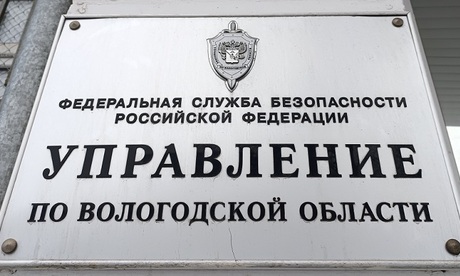 ФЕДЕРАЛЬНАЯ СЛУЖБА БЕЗОПАСНОСТИ
РОССИЙСКОЙ ФЕДЕРАЦИИ
УПРАВЛЕНИЕ
ПО ВОЛОГОДСКОЙ ОБЛАСТИ